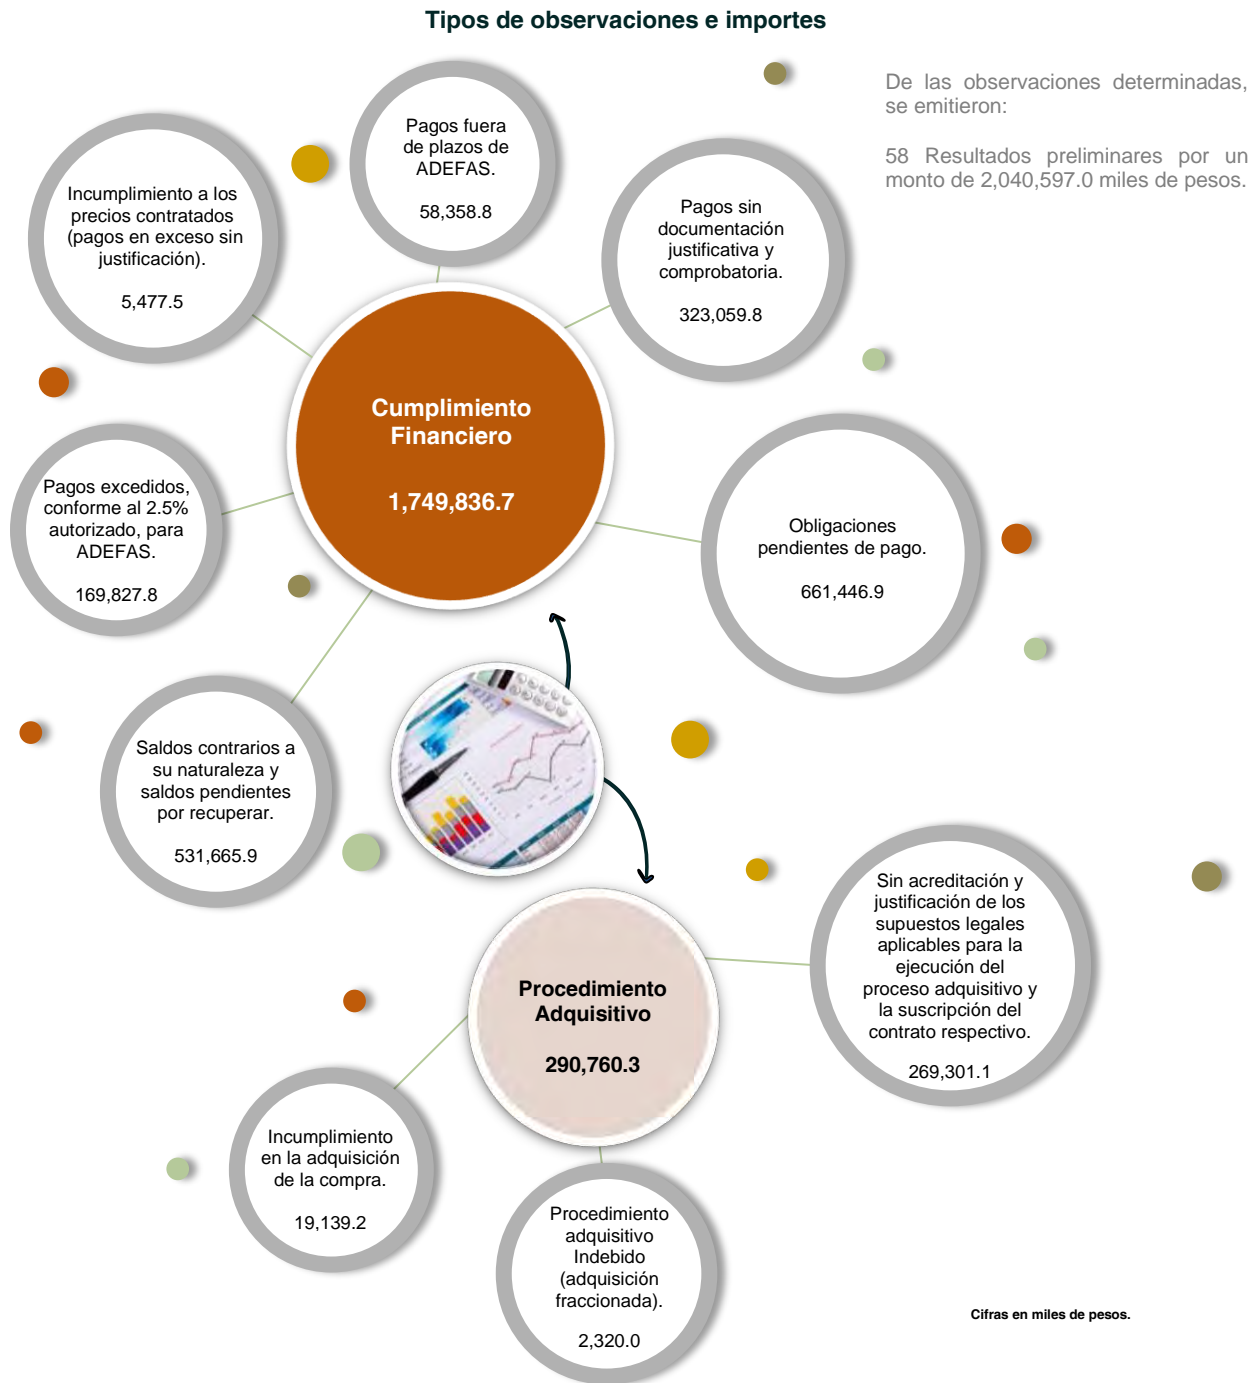 Tipos de observaciones e importes
De las observaciones determinadas,
se emitieron:
58 Resultados preliminares por un
monto de 2,040,597.0 miles de pesos.
Pagos fuera
de plazos de
ADEFAS.
58,358.8
Incumplimiento a los
precios contratados
(pagos en exceso sin
justificación).
5,477.5
Pagos sin
documentación
justificativa y
comprobatoria.
323,059.8
Cumplimiento
Financiero
1,749,836.7
Pagos excedidos,
conforme al 2.5%
autorizado, para
ADEFAS.
169,827.8
Obligaciones
pendientes de pago.
661,446.9
Saldos contrarios a
su naturaleza y
saldos pendientes
por recuperar.
531,665.9
Sin acreditación y
justificación de los
supuestos legales
aplicables para la
ejecución del
proceso adquisitivo y
la suscripción del
contrato respectivo.
269,301.1
Procedimiento
Adquisitivo
290,760.3
Incumplimiento
en la adquisición
de la compra.
19,139.2
Procedimiento
adquisitivo
Indebido
(adquisición
fraccionada).
2,320.0
Cifras en miles de pesos.